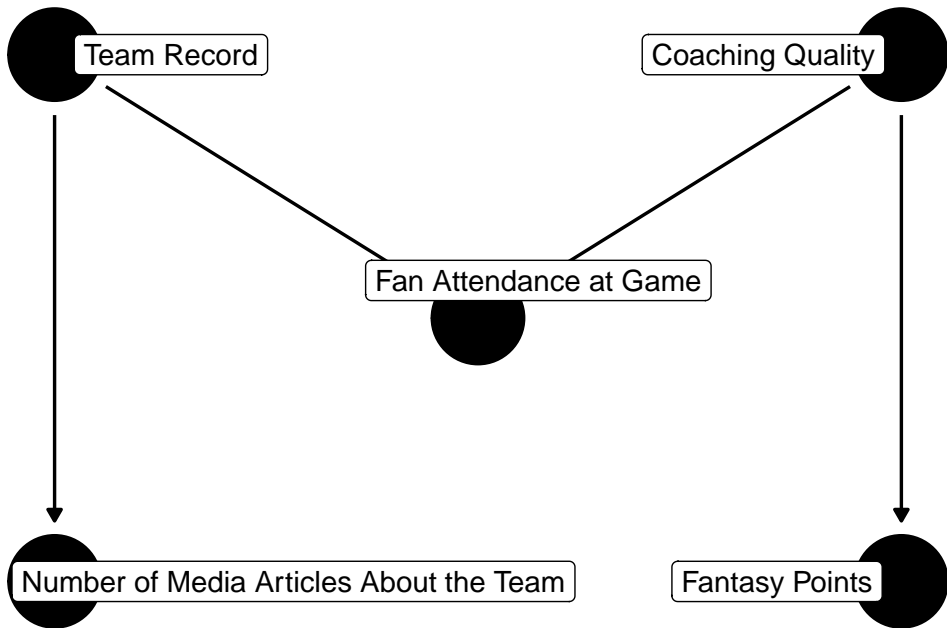 Team Record
Coaching Quality
Fan Attendance at Game
Number of Media Articles About the Team
Fantasy Points